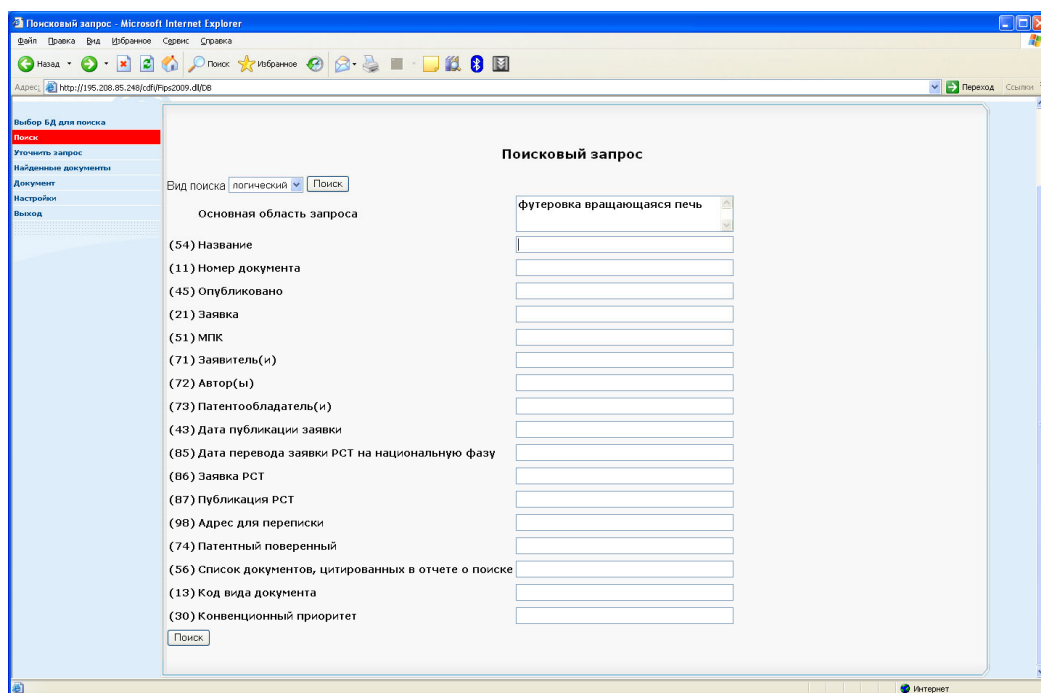 Поисковый запрос - Microsoft Internet Explorer
Файл Правка Вид Избранное Сервис Справка
Назад Поиск Избранное
Адрес: http://195.208.85.248/cdfi/Fips2009.dll/DB Переход Ссылки
Выбор БД для поиска
Поиск
Уточнить запрос
Найденные документы
Документ
Настройки
Выход
Поисковый запрос
Вид поиска логический Поиск
Основная область запроса футеровка вращающаяся печь
(54) Название
(11) Номер документа
(45) Опубликовано
(21) Заявка
(51) МПК
(71) Заявитель(и)
(72) Автор(ы)
(73) Патентообладатель(и)
(43) Дата публикации заявки
(85) Дата перевода заявки РСТ на национальную фазу
(86) Заявка РСТ
(87) Публикация РСТ
(98) Адрес для переписки
(74) Патентный поверенный
(56) Список документов, цитированных в отчете о поиске
(13) Код вида документа
(30) Конвенционный приоритет
Поиск
Интернет